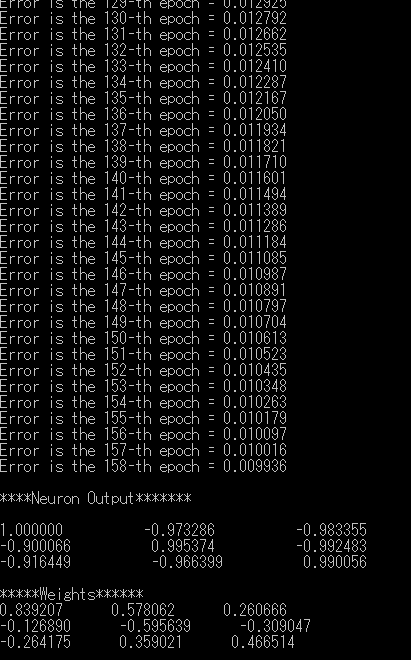 Error is the 129-th epoch = 0.012925
Error is the 130-th epoch = 0.012792
Error is the 131-th epoch = 0.012662
Error is the 132-th epoch = 0.012535
Error is the 133-th epoch = 0.012410
Error is the 134-th epoch = 0.012287
Error is the 135-th epoch = 0.012167
Error is the 136-th epoch = 0.012050
Error is the 137-th epoch = 0.011934
Error is the 138-th epoch = 0.011821
Error is the 139-th epoch = 0.011710
Error is the 140-th epoch = 0.011601
Error is the 141-th epoch = 0.011494
Error is the 142-th epoch = 0.011389
Error is the 143-th epoch = 0.011286
Error is the 144-th epoch = 0.011184
Error is the 145-th epoch = 0.011085
Error is the 146-th epoch = 0.010987
Error is the 147-th epoch = 0.010891
Error is the 148-th epoch = 0.010797
Error is the 149-th epoch = 0.010704
Error is the 150-th epoch = 0.010613
Error is the 151-th epoch = 0.010523
Error is the 152-th epoch = 0.010435
Error is the 153-th epoch = 0.010348
Error is the 154-th epoch = 0.010263
Error is the 155-th epoch = 0.010179
Error is the 156-th epoch = 0.010097
Error is the 157-th epoch = 0.010016
Error is the 158-th epoch = 0.009936
****Neuron Output*******
1.000000 -0.973286 -0.983355
-0.900066 0.995374 -0.992483
-0.916449 -0.966399 0.990056
*****Weights******
0.839207 0.578062 0.260666
-0.126890 -0.595639 -0.309047
-0.264175 0.359021 0.466514